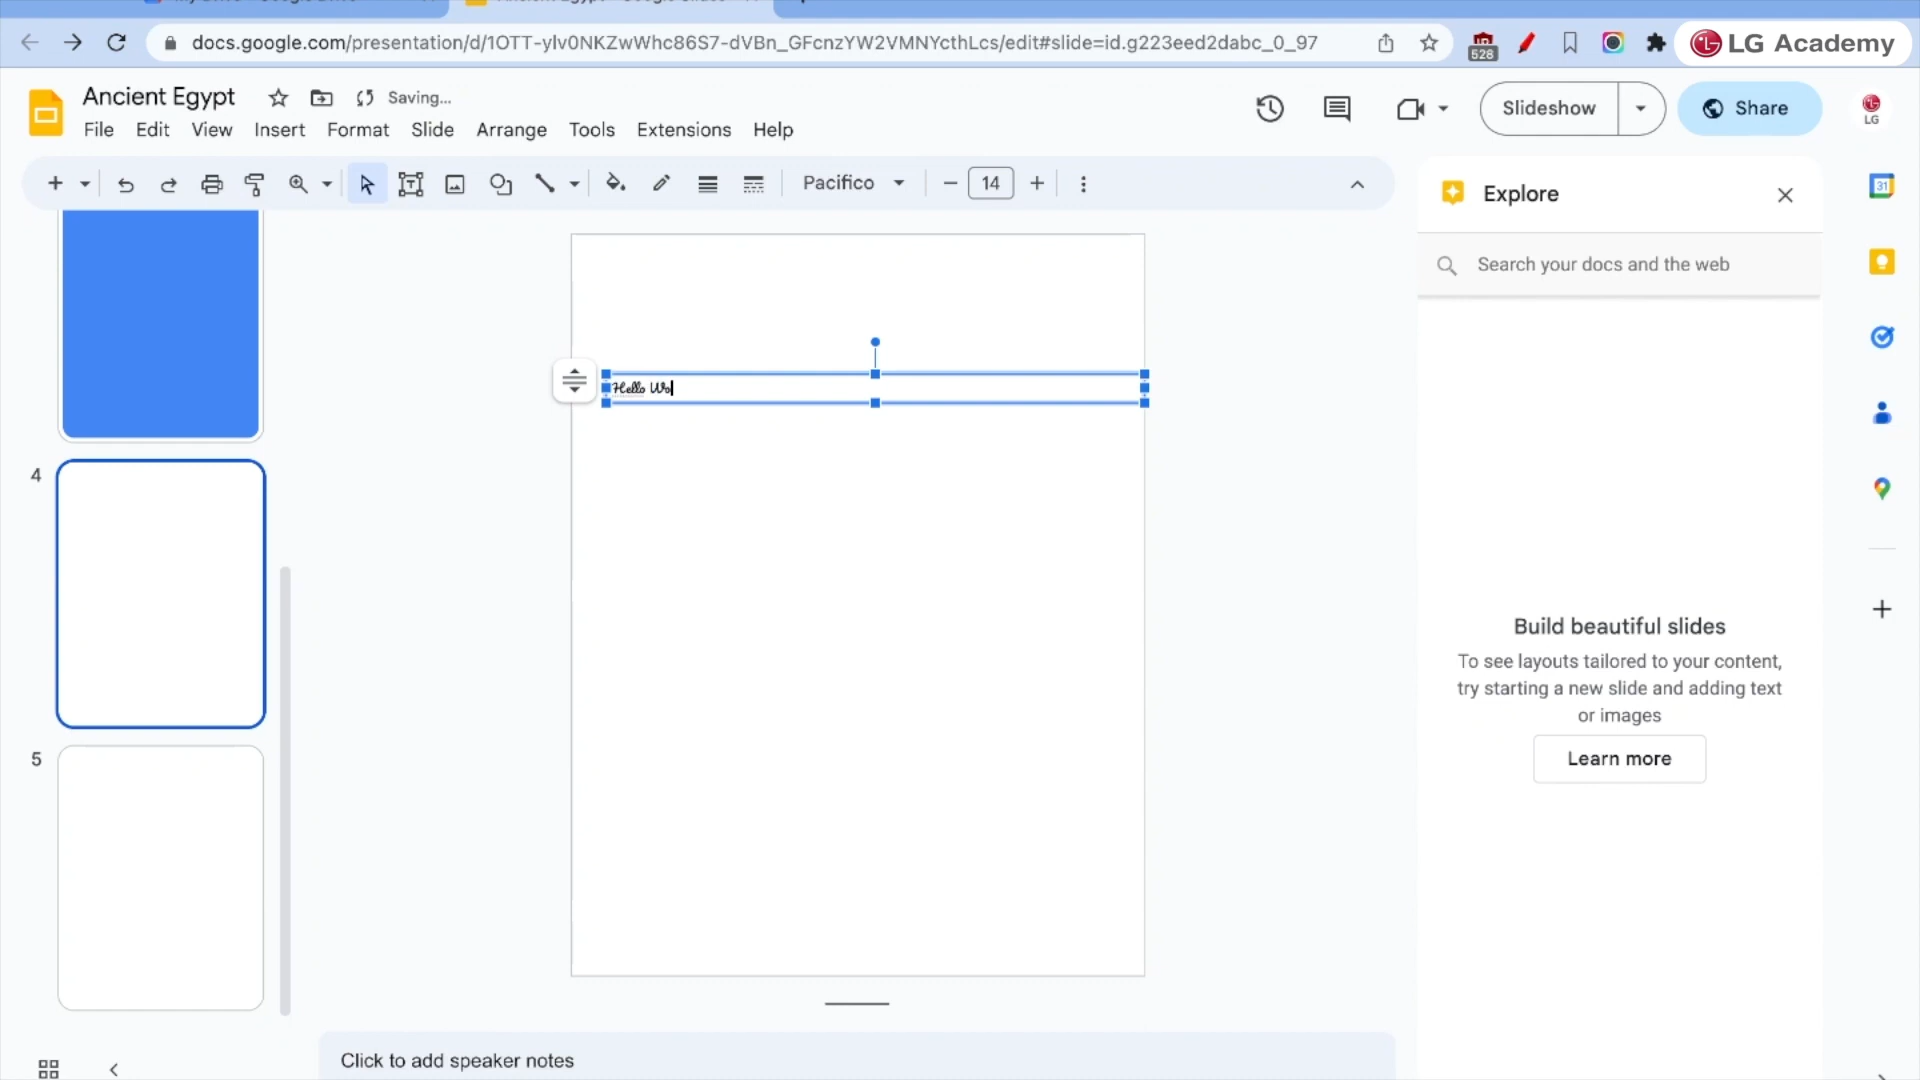 docs.google.com/presentation/d/1OTT-ylv0NKZwWhc86S7-dVBn_GFcnzYW2VMNYcthLcs/edit#slide=id.g223eed2dabc_0_97
528
LG Academy
Ancient Egypt
Saving...
File Edit View Insert Format Slide Arrange Tools Extensions Help
Slideshow
Share
LG
Pacifico
14
Explore
31
Search your docs and the web
Hello Wo
4
5
Build beautiful slides
To see layouts tailored to your content,
try starting a new slide and adding text
or images
Learn more
Click to add speaker notes